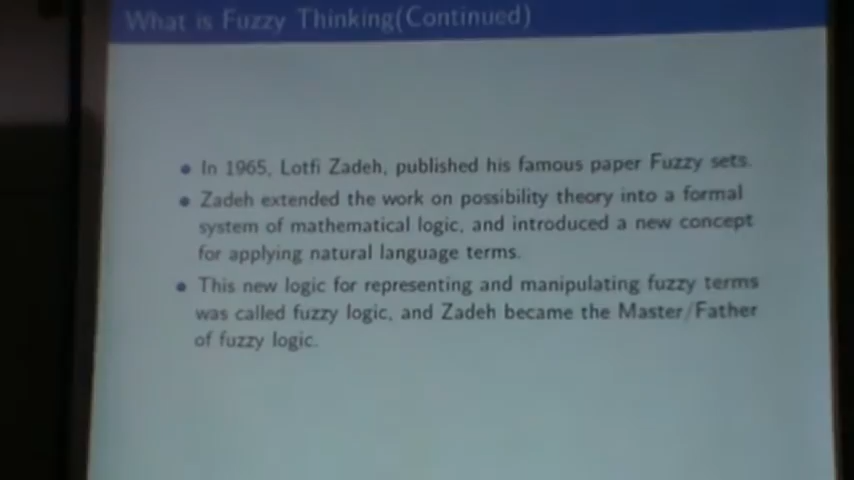 What is Fuzzy Thinking(Continued)
• In 1965, Lotfi Zadeh, published his famous paper Fuzzy sets.
• Zadeh extended the work on possibility theory into a formal
system of mathematical logic, and introduced a new concept
for applying natural language terms.
• This new logic for representing and manipulating fuzzy terms
was called fuzzy logic, and Zadeh became the Master/Father
of fuzzy logic.